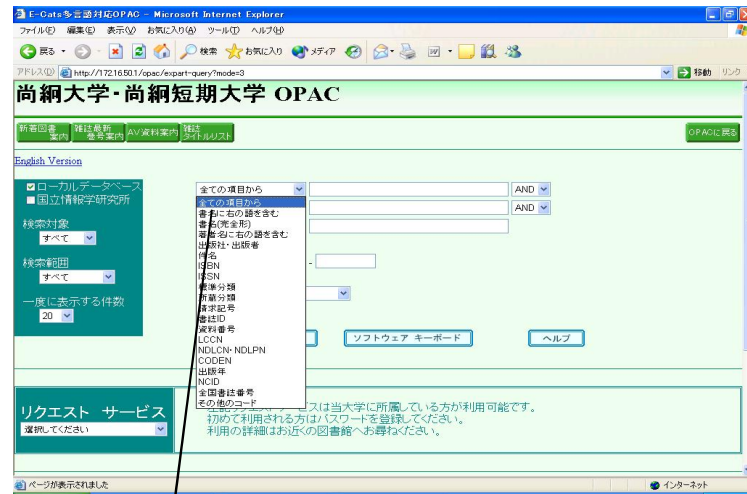 E-Cats多言語対応OPAC - Microsoft Internet Explorer
ファイル(F) 編集(E) 表示(V) お気に入り(A) ツール(T) ヘルプ(H)
戻る 検索 お気に入り メディア
アドレス(D) http://172.16.50.1/opac/expart-query?mode=3 移動 リンク
尚絅大学・尚絅短期大学 OPAC
新着図書案内 雑誌最新巻号案内 AV資料案内 雑誌タイトルリスト OPACに戻る
English Version
ローカルデータベース 全ての項目から AND
国立情報学研究所 全ての項目から AND
書名に右の語を含む
検索対象 書名(完全形)
すべて 著者名に右の語を含む
出版社・出版者
件名
検索範囲 ISBN -
すべて ISSN
標準分類
一度に表示する件数 所蔵分類
20 請求記号
書誌ID
資料番号
LCCN ソフトウェア キーボード ヘルプ
NDLCN・NDLPN
CODEN
出版年
NCID
全国書誌番号
その他のコード
リクエスト サービス
選択してください
スは当大学に所属している方が利用可能です。
初めて利用される方はパスワードを登録してください。
利用の詳細はお近くの図書館へお尋ねください。
ページが表示されました インターネット